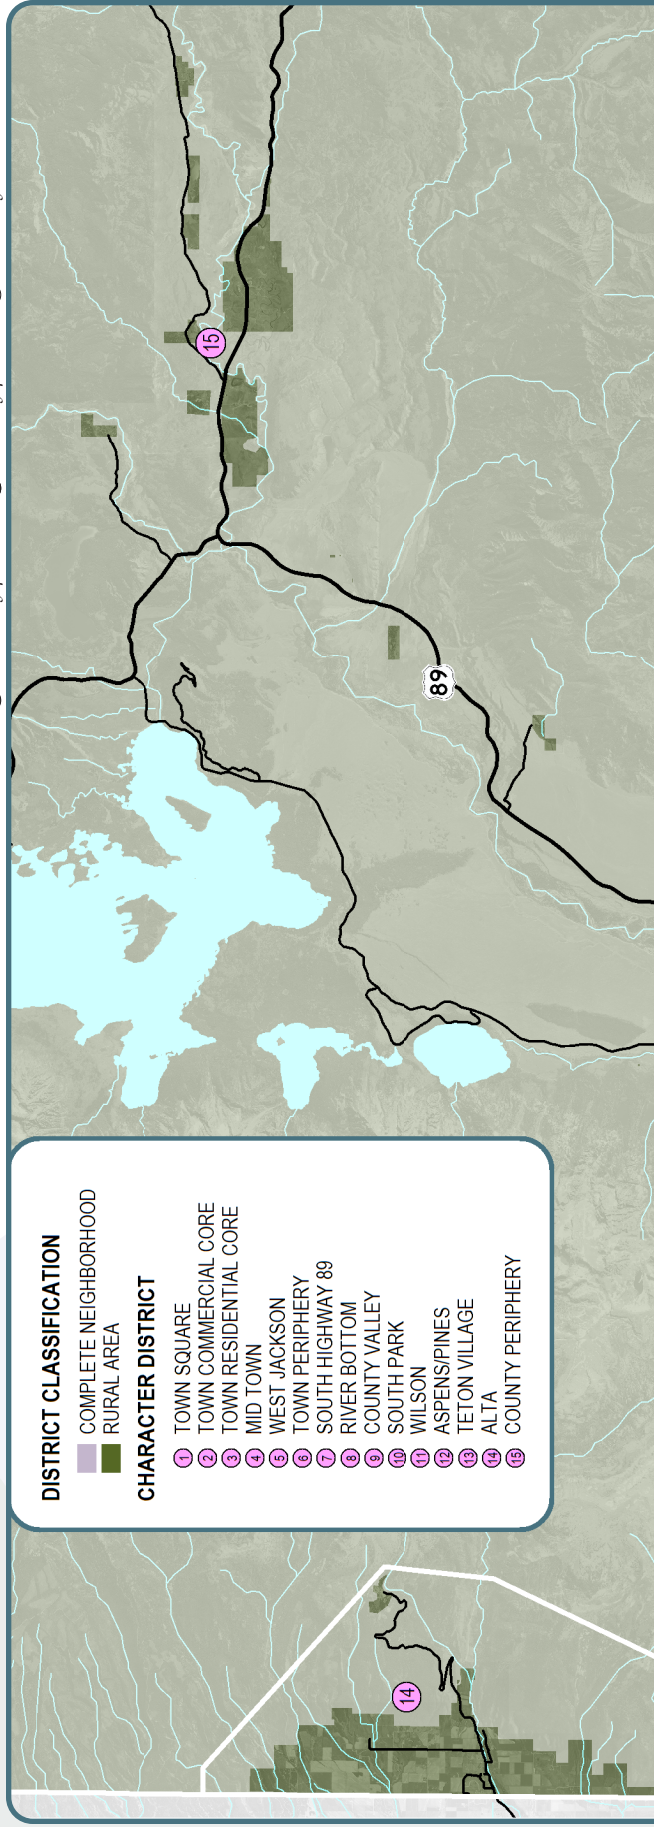 DISTRICT CLASSIFICATION
COMPLETE NEIGHBORHOOD
RURAL AREA
CHARACTER DISTRICT
1 TOWN SQUARE
2 TOWN COMMERCIAL CORE
3 TOWN RESIDENTIAL CORE
4 MID TOWN
5 WEST JACKSON
6 TOWN PERIPHERY
7 SOUTH HIGHWAY 89
8 RIVER BOTTOM
9 COUNTY VALLEY
10 SOUTH PARK
11 WILSON
12 ASPENS/PINES
13 TETON VILLAGE
14 ALTA
15 COUNTY PERIPHERY
14
89
15